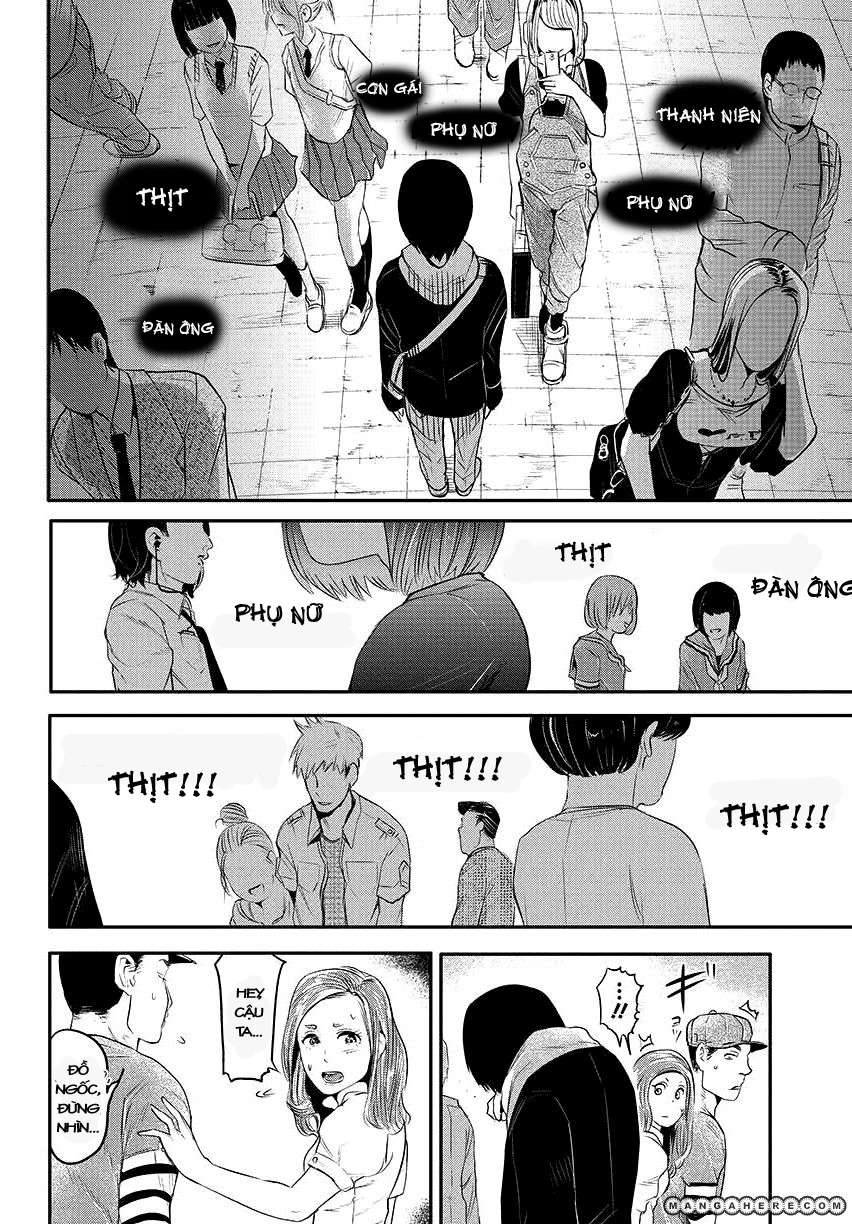 THANH NIÊN
PHỤ NỮ
PHỤ NỮ
CƠN GÁI
THỊT
ĐÀN ÔNG
ĐÀN ÔNG
THỊT
PHỤ NỮ
THỊT!!!
THỊT!!!
THỊT!!!
...!!
HEY,
CẬU
TA...
ĐỒ
NGỐC,
ĐỪNG
NHÌN...
MANGAHERE.COM